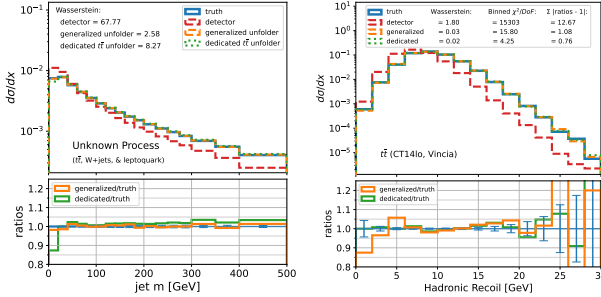 Wasserstein:
detector = 67.77
generalized unfolder = 2.58
dedicated tt̄ unfolder = 8.27
truth
detector
generalized unfolder
dedicated tt̄ unfolder
dσ/dx
10⁻¹
10⁻²
10⁻³
Unknown Process
(tt̄, W+jets, & leptoquark)
generalized/truth
dedicated/truth
ratios
1.2
1.1
1.0
0.9
0.8
0 100 200 300 400 500
jet m [GeV]
Wasserstein: Binned χ²/DoF: Σ |ratios - 1|:
truth
detector = 1.80 = 15303 = 12.67
generalized = 0.03 = 15.80 = 1.08
dedicated = 0.02 = 4.25 = 0.76
dσ/dx
10¹
10⁰
10⁻¹
10⁻²
10⁻³
10⁻⁴
10⁻⁵
tt̄ (CT14lo, Vincia)
generalized/truth
dedicated/truth
ratios
1.2
1.1
1.0
0.9
0.8
0 5 10 15 20 25 30
Hadronic Recoil [GeV]